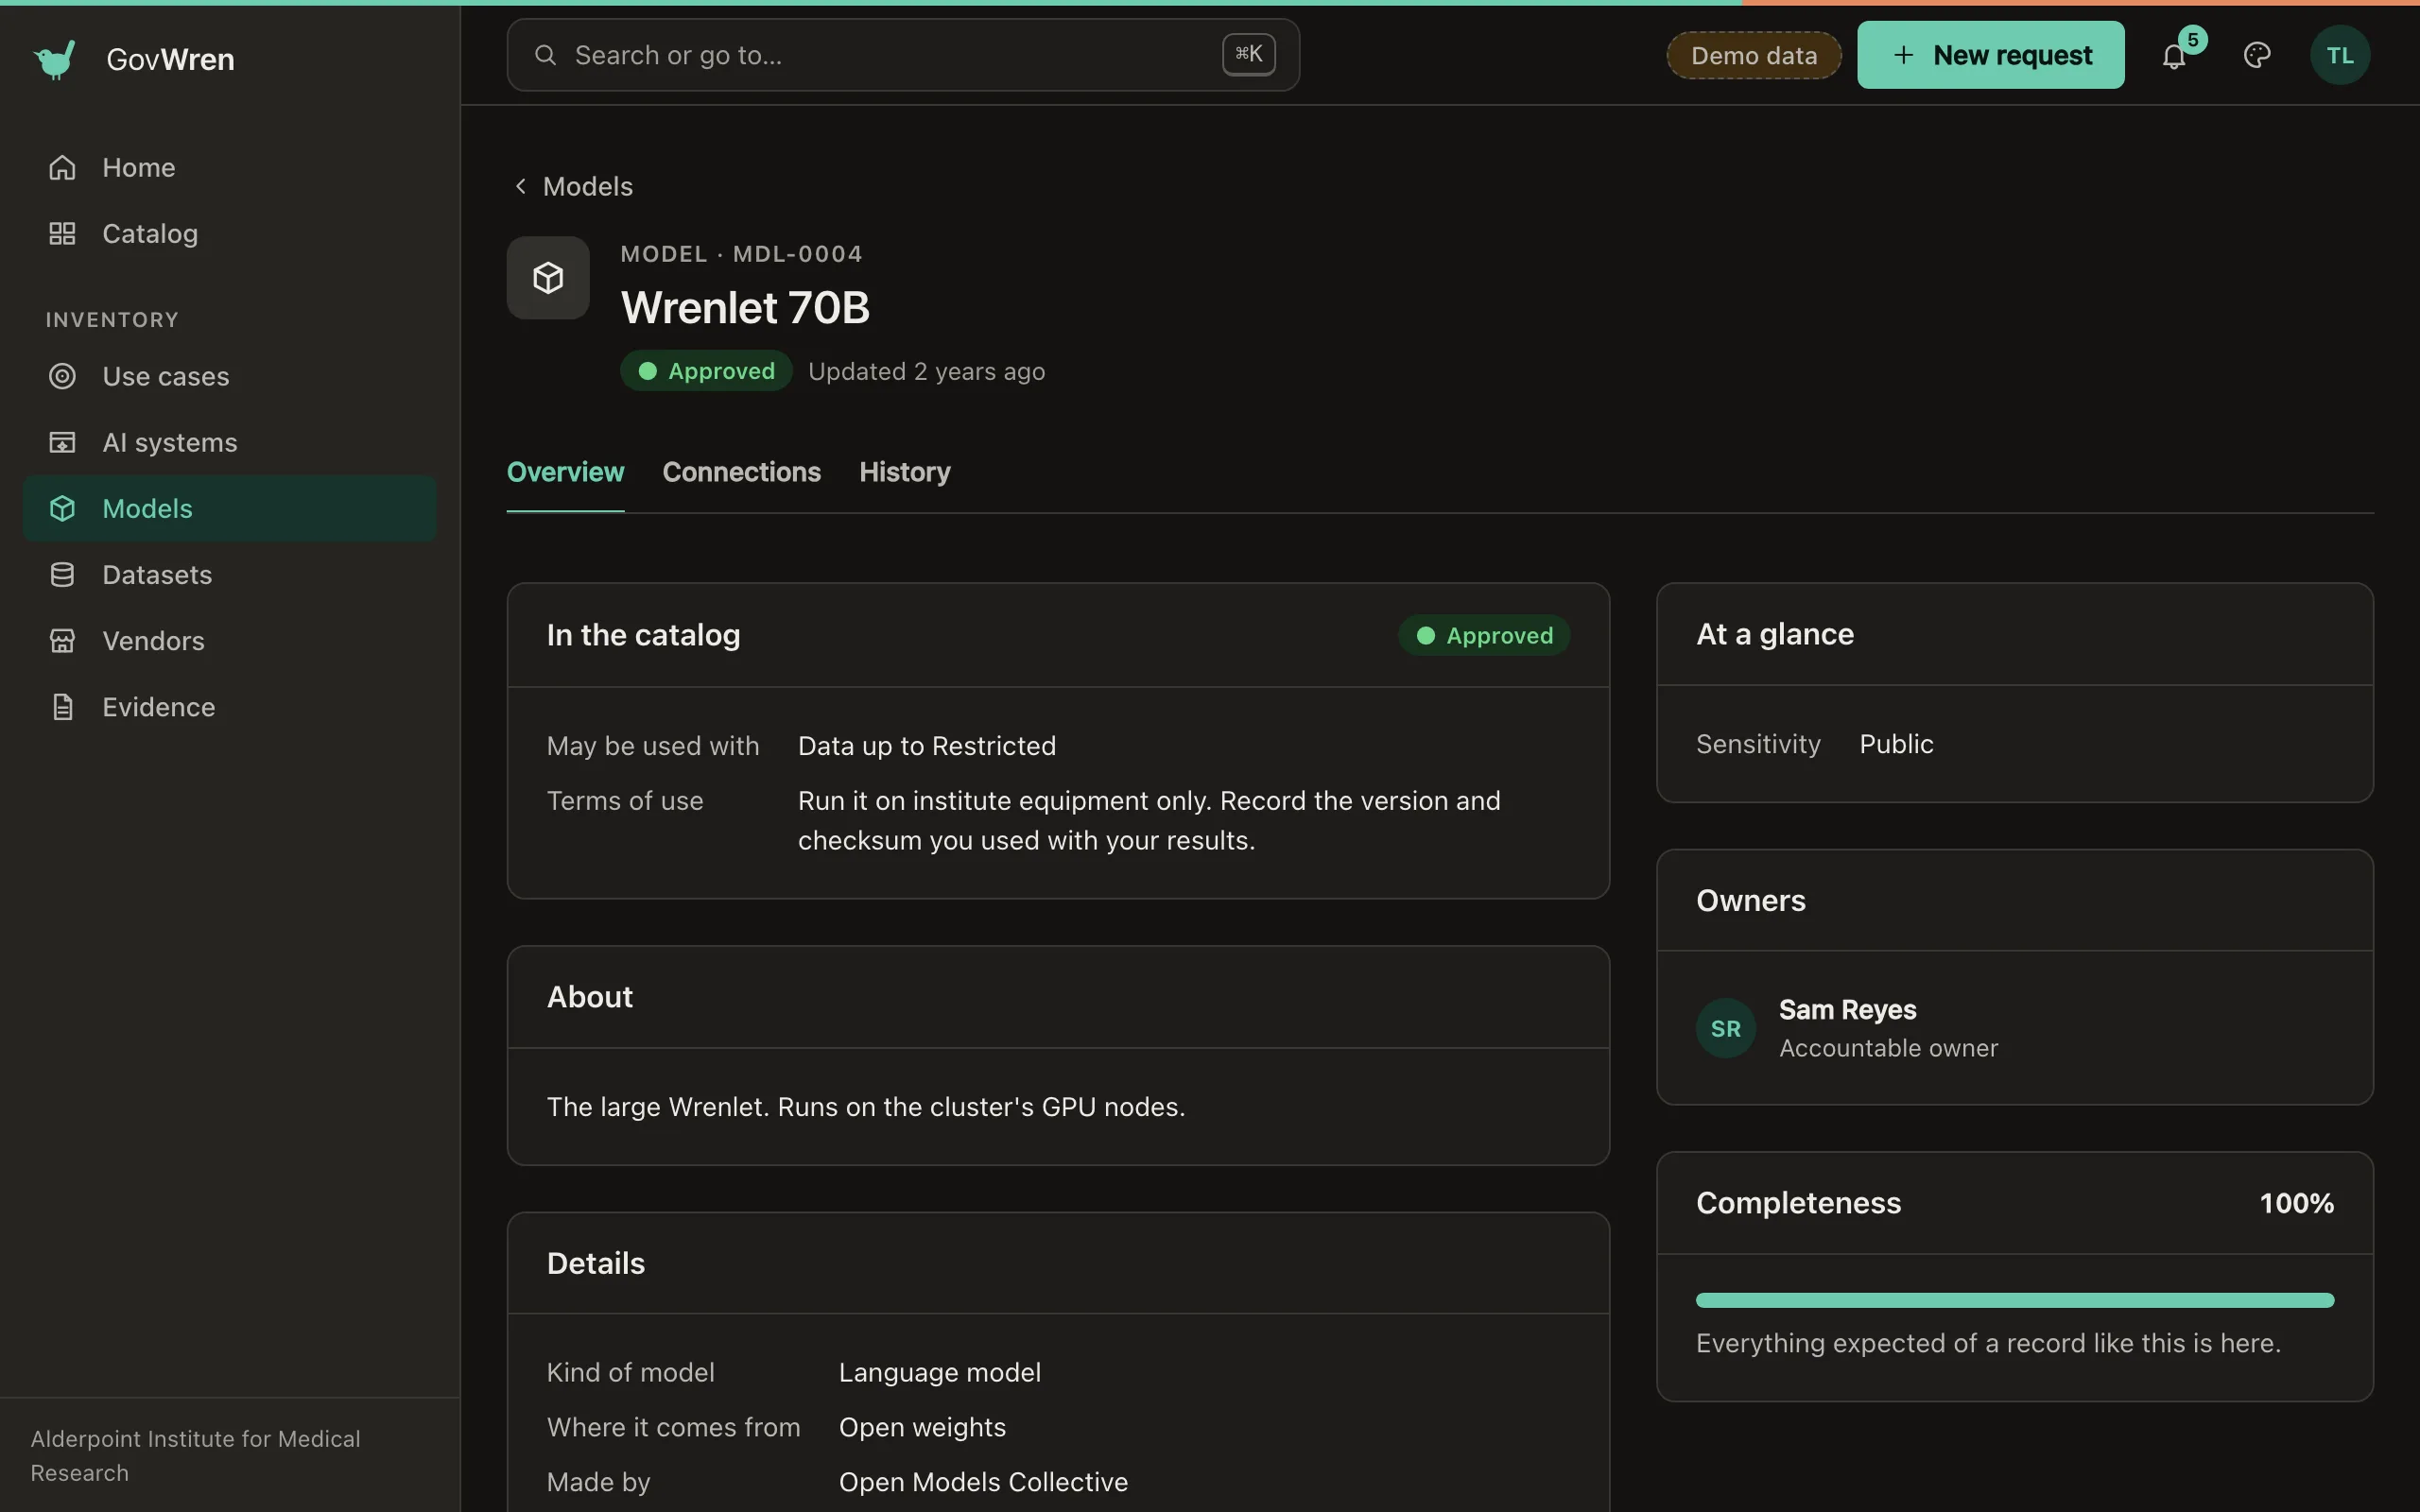 GovWren
Search or go to...
⌘K
Demo data
New request
5
TL
Home
Catalog
INVENTORY
Use cases
AI systems
Models
Datasets
Vendors
Evidence
Alderpoint Institute for Medical
Research
Models
MODEL · MDL-0004
Wrenlet 70B
Approved
Updated 2 years ago
Overview
Connections
History
In the catalog
Approved
May be used with
Data up to Restricted
Terms of use
Run it on institute equipment only. Record the version and
checksum you used with your results.
About
The large Wrenlet. Runs on the cluster's GPU nodes.
Details
Kind of model
Language model
Where it comes from
Open weights
Made by
Open Models Collective
At a glance
Sensitivity
Public
Owners
SR
Sam Reyes
Accountable owner
Completeness
100%
Everything expected of a record like this is here.